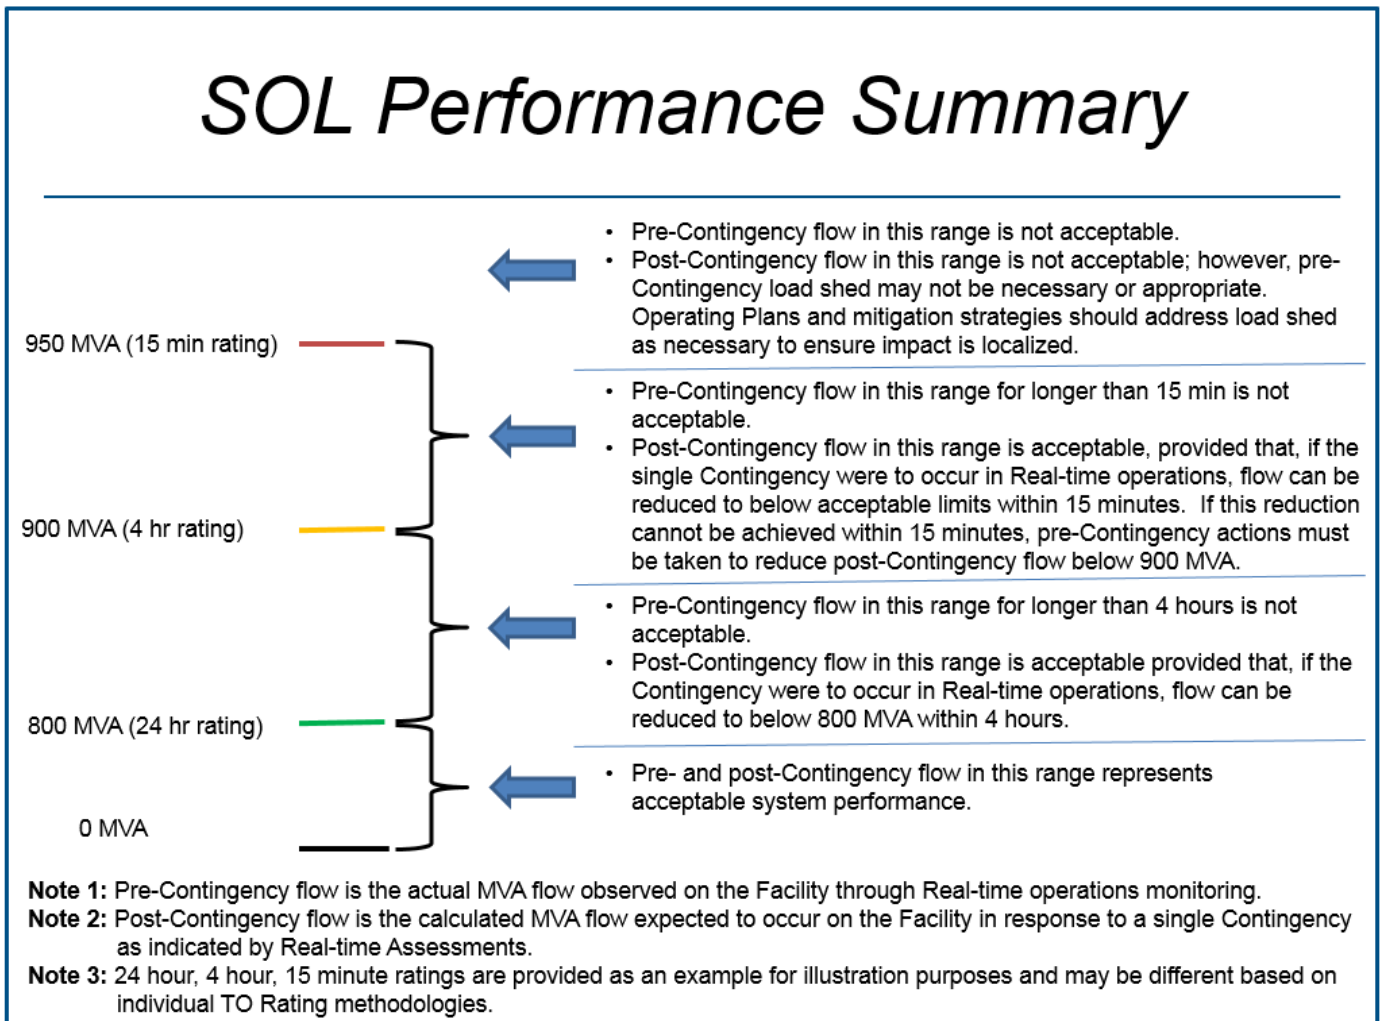 SOL Performance Summary
• Pre-Contingency flow in this range is not acceptable.
• Post-Contingency flow in this range is not acceptable; however, pre-
Contingency load shed may not be necessary or appropriate.
Operating Plans and mitigation strategies should address load shed
as necessary to ensure impact is localized.
950 MVA (15 min rating)
• Pre-Contingency flow in this range for longer than 15 min is not
acceptable.
• Post-Contingency flow in this range is acceptable, provided that, if the
single Contingency were to occur in Real-time operations, flow can be
reduced to below acceptable limits within 15 minutes.  If this reduction
cannot be achieved within 15 minutes, pre-Contingency actions must
be taken to reduce post-Contingency flow below 900 MVA.
900 MVA (4 hr rating)
• Pre-Contingency flow in this range for longer than 4 hours is not
acceptable.
• Post-Contingency flow in this range is acceptable provided that, if the
Contingency were to occur in Real-time operations, flow can be
reduced to below 800 MVA within 4 hours.
800 MVA (24 hr rating)
• Pre- and post-Contingency flow in this range represents
acceptable system performance.
0 MVA
Note 1: Pre-Contingency flow is the actual MVA flow observed on the Facility through Real-time operations monitoring.
Note 2: Post-Contingency flow is the calculated MVA flow expected to occur on the Facility in response to a single Contingency
as indicated by Real-time Assessments.
Note 3: 24 hour, 4 hour, 15 minute ratings are provided as an example for illustration purposes and may be different based on
individual TO Rating methodologies.